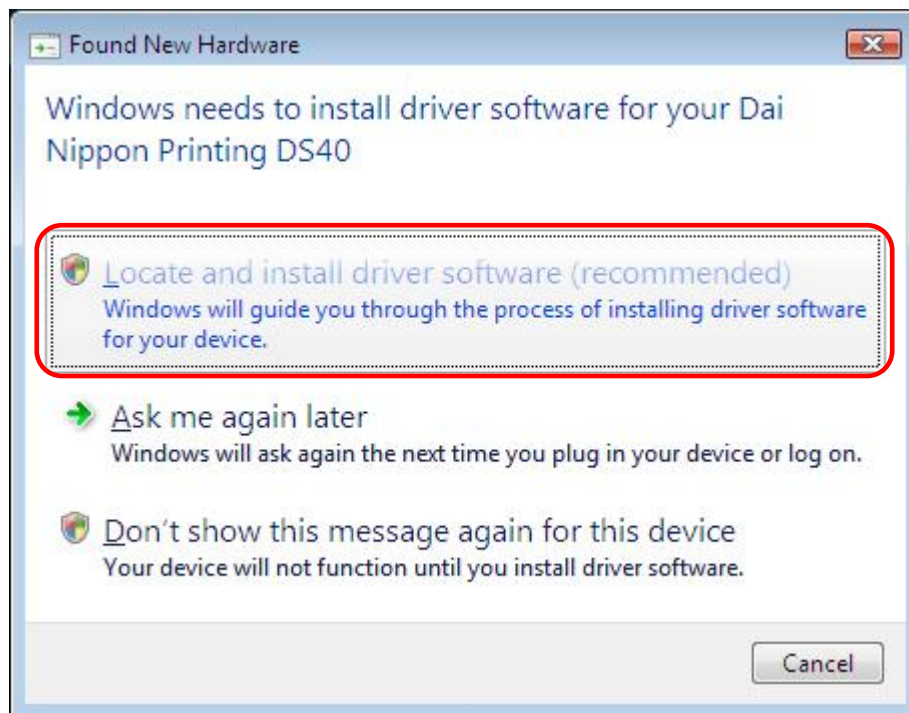 Found New Hardware
Windows needs to install driver software for your Dai
Nippon Printing DS40
Locate and install driver software (recommended)
Windows will guide you through the process of installing driver software
for your device.
Ask me again later
Windows will ask again the next time you plug in your device or log on.
Don't show this message again for this device
Your device will not function until you install driver software.
Cancel